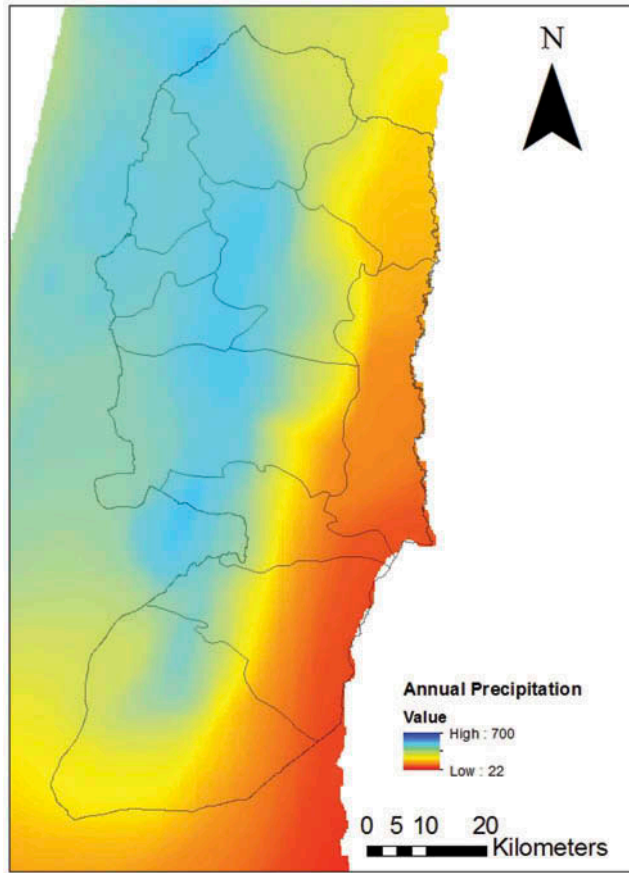 N
Annual Precipitation
Value
High : 700
Low : 22
0 5 10 20
Kilometers